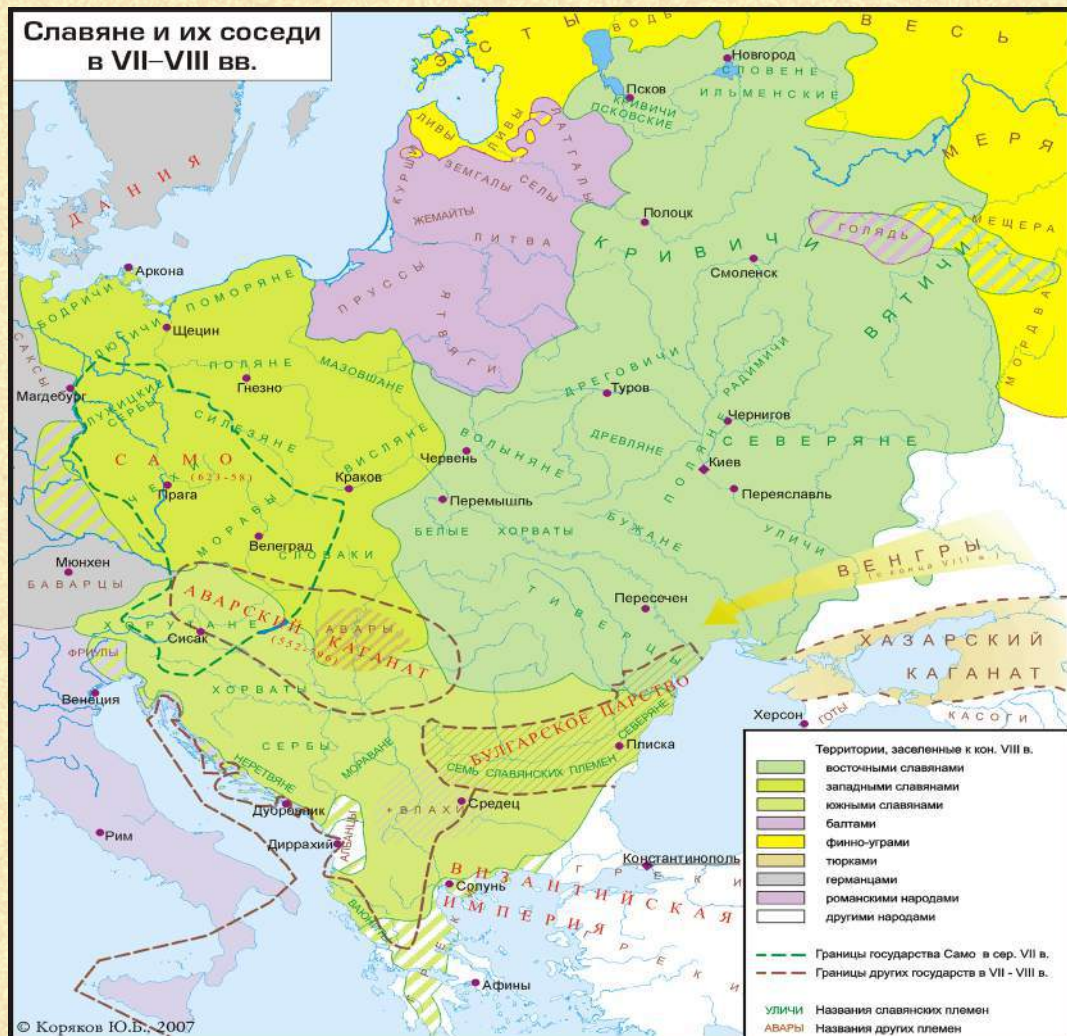 Славяне и их соседи
в VII–VIII вв.
ЭСТЫ
ВОДЬ
ВЕСЬ
Новгород
СЛОВЕНЕ
ИЛЬМЕНСКИЕ
Псков
КРИВИЧИ
ПСКОВСКИЕ
ЛИВЫ
ЛИВЫ
ЛАТГАЛЫ
МЕРЯ
КУРШИ
ЗЕМГАЛЫ
СЕЛЫ
ДАНИЯ
ЖЕМАЙТЫ
ЛИТВА
Полоцк
ГОЛЯДЬ
МЕЩЕРА
КРИВИЧИ
Смоленск
ВЯТИЧИ
ПРУССЫ
ЯТВЯГИ
МОРДВА
Аркона
БОДРИЧИ
ПОМОРЯНЕ
ЛЮТИЧИ
Щецин
САКСЫ
ПОЛЯНЕ
МАЗОВШАНЕ
Гнезно
Магдебург
ДРЕГОВИЧИ
Туров
РАДИМИЧИ
ЛУЖИЦКИЕ
СЕРБЫ
СИЛЕЗЯНЕ
Чернигов
ВОЛЫНЯНЕ
ДРЕВЛЯНЕ
СЕВЕРЯНЕ
САМО
(623-58)
ВИСЛЯНЕ
Червень
ПОЛЯНЕ
Киев
ЧЕХИ
Прага
Краков
Перемышль
Переяславль
МОРАВЫ
Велеград
СЛОВАКИ
БЕЛЫЕ ХОРВАТЫ
БУЖАНЕ
УЛИЧИ
Мюнхен
БАВАРЦЫ
ВЕНГРЫ
(с конца VIII в.)
АВАРСКИЙ
КАГАНАТ
АВАРЫ
ТИВЕРЦЫ
Пересечен
ХОРУТАНЕ
Сисак
ХАЗАРСКИЙ
КАГАНАТ
ФРИУЛЫ
Венеция
ХОРВАТЫ
БУЛГАРСКОЕ ЦАРСТВО
СЕВЕРЯНЕ
Херсон
ГОТЫ
КАСОГИ
СЕРБЫ
МОРАВАНЕ
Плиска
НЕРЕТВЯНЕ
СЕМЬ СЛАВЯНСКИХ ПЛЕМЕН
Дубровник
ВЛАХИ
Средец
Рим
Диррахий
АЛБАНЦЫ
Константинополь
ГРЕКИ
Солунь
ВИЗАНТИЙСКАЯ
ИМПЕРИЯ
ГРЕКИ
ГРЕКИ
Афины
Территории, заселенные к кон. VIII в.
восточными славянами
западными славянами
южными славянами
балтами
финно-уграми
тюрками
германцами
романскими народами
другими народами
Границы государства Само в сер. VII в.
Границы других государств в VII - VIII в.
УЛИЧИ Названия славянских племен
АВАРЫ Названия других племен
© Коряков Ю.Б., 2007